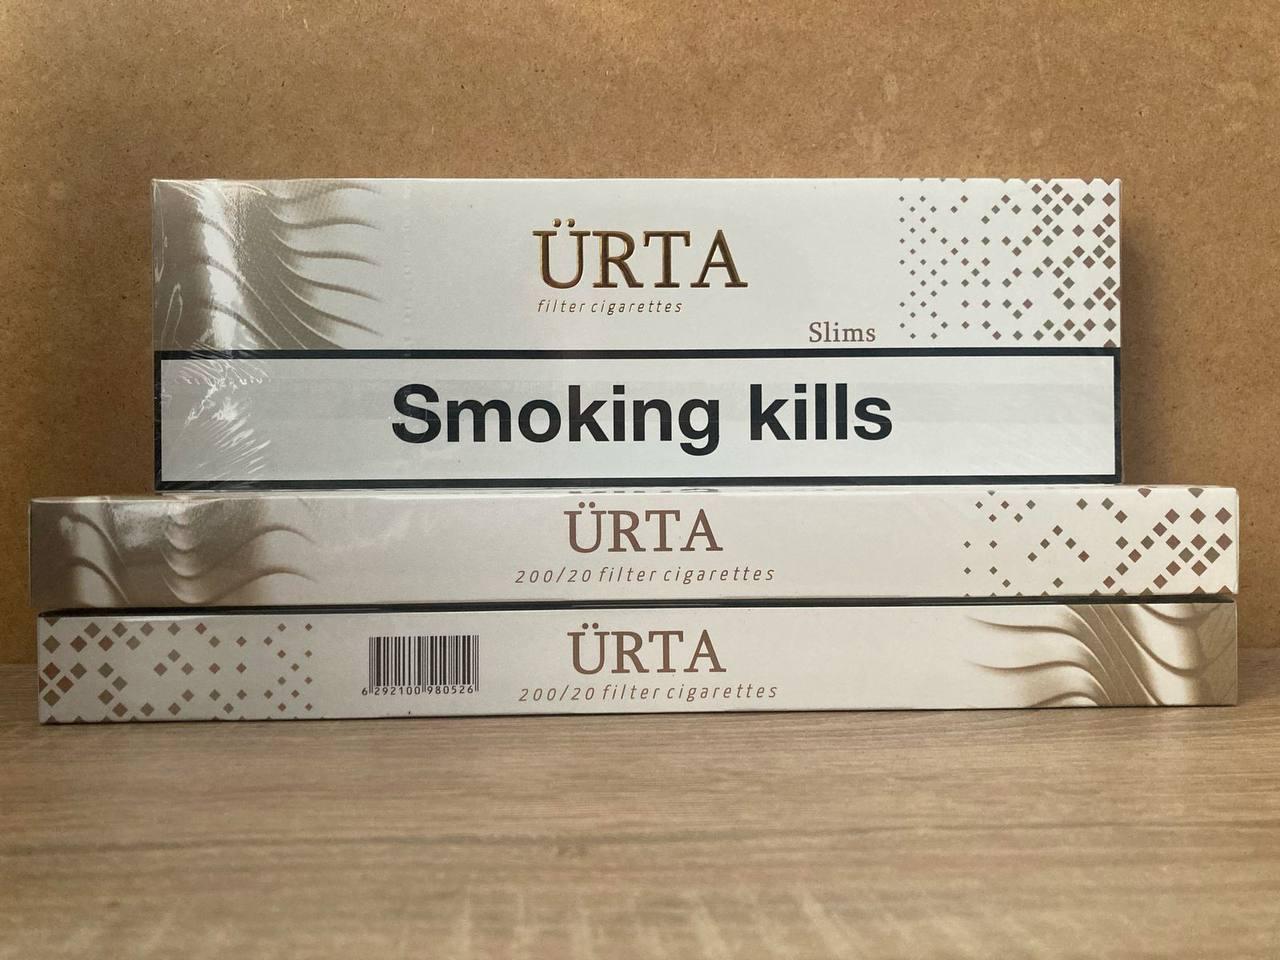 ÜRTA
filter cigarettes
Slims
Smoking kills
ÜRTA
200/20 filter cigarettes
ÜRTA
6 292100 980526
200/20 filter cigarettes